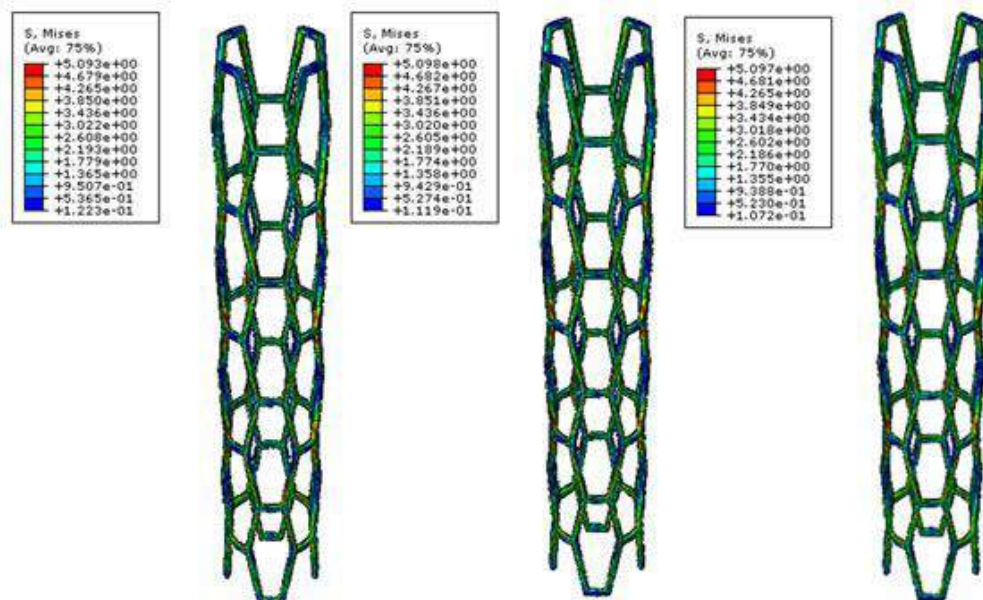 S, Mises
(Avg: 75%)
+5.093e+00
+4.679e+00
+4.265e+00
+3.850e+00
+3.436e+00
+3.022e+00
+2.608e+00
+2.193e+00
+1.779e+00
+1.365e+00
+9.507e-01
+5.365e-01
+1.223e-01
S, Mises
(Avg: 75%)
+5.098e+00
+4.682e+00
+4.267e+00
+3.851e+00
+3.436e+00
+3.020e+00
+2.605e+00
+2.189e+00
+1.774e+00
+1.358e+00
+9.429e-01
+5.274e-01
+1.119e-01
S, Mises
(Avg: 75%)
+5.097e+00
+4.681e+00
+4.265e+00
+3.849e+00
+3.434e+00
+3.018e+00
+2.602e+00
+2.186e+00
+1.770e+00
+1.355e+00
+9.388e-01
+5.230e-01
+1.072e-01